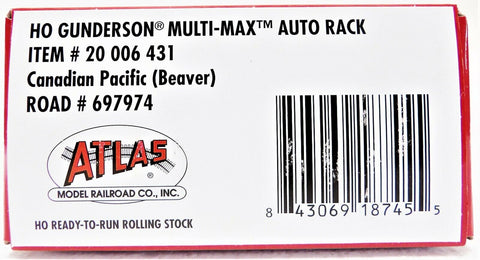 HO GUNDERSON® MULTI-MAX™ AUTO RACK
ITEM # 20 006 431
Canadian Pacific (Beaver)
ROAD # 697974
ATLAS ®
MODEL RAILROAD CO., INC.
HO READY-TO-RUN ROLLING STOCK
8 43069 18745 5